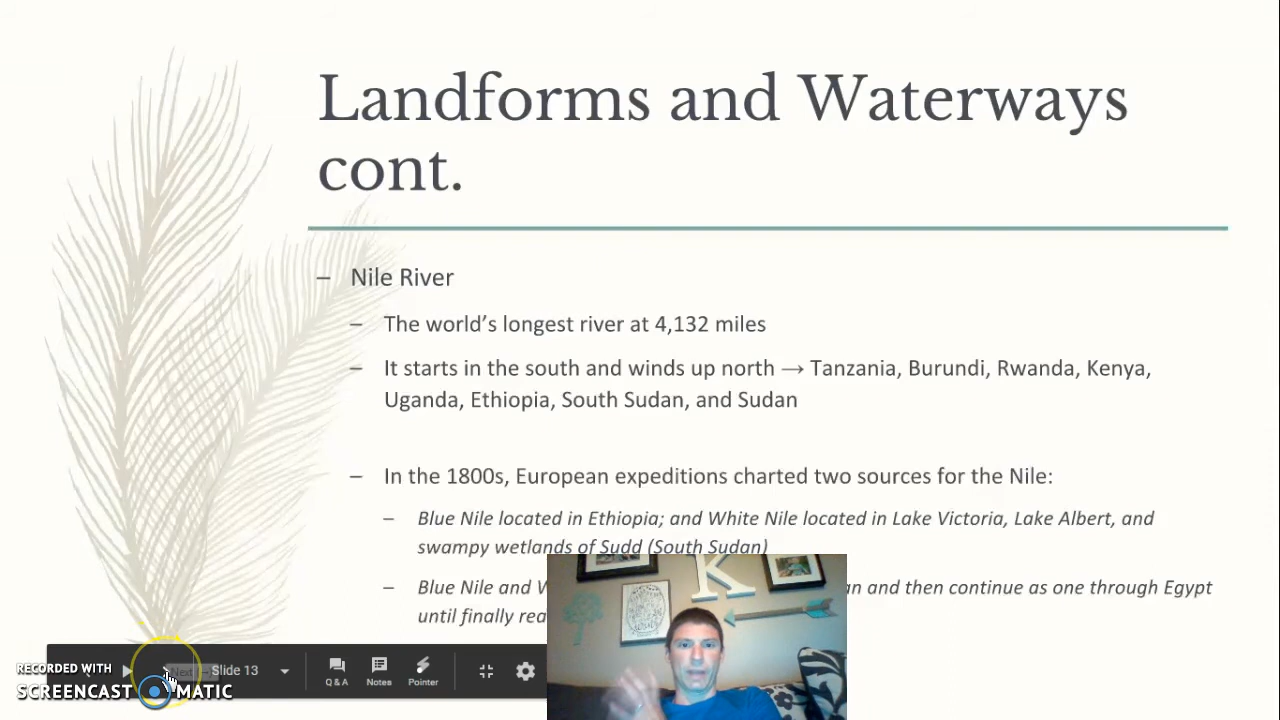 Landforms and Waterways
cont.
– Nile River
– The world's longest river at 4,132 miles
– It starts in the south and winds up north → Tanzania, Burundi, Rwanda, Kenya,
Uganda, Ethiopia, South Sudan, and Sudan
– In the 1800s, European expeditions charted two sources for the Nile:
– Blue Nile located in Ethiopia; and White Nile located in Lake Victoria, Lake Albert, and
swampy wetlands of Sudd (South Sudan)
– Blue Nile and and then continue as one through Egypt
until finally
K
Next
Slide 13
Q & A Notes Pointer
RECORDED WITH
SCREENCAST MATIC